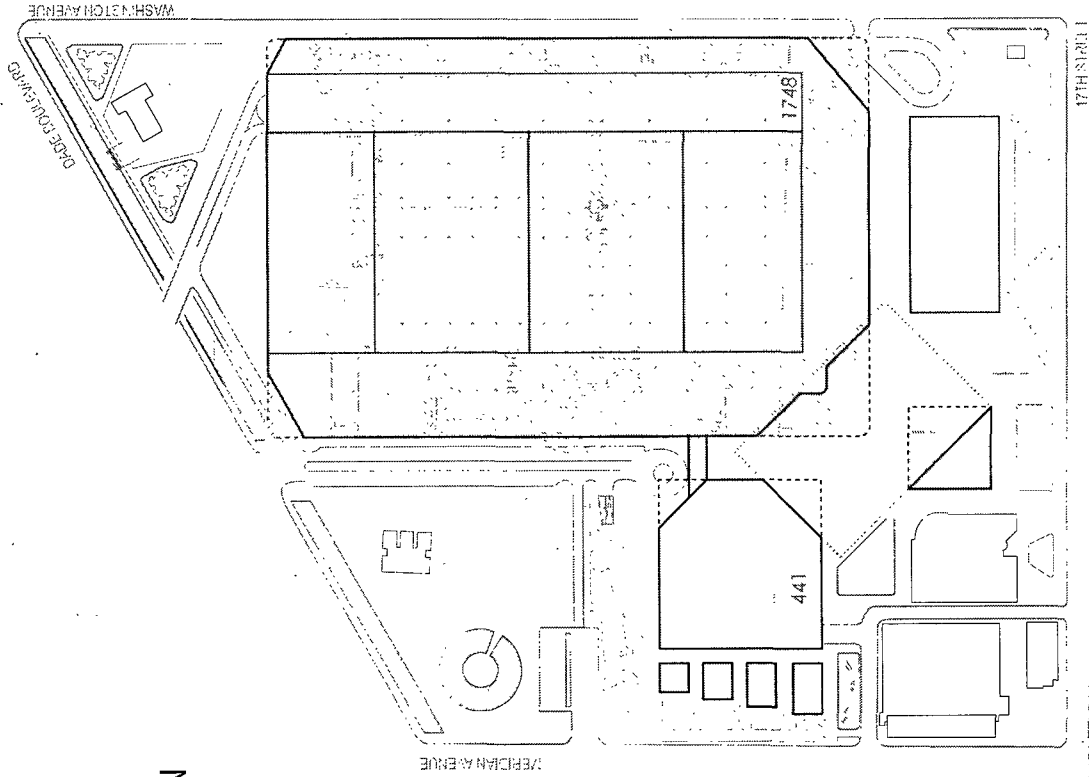 WASHINGTON AVENUE
DADE BOULEVARD
1748
17TH STREET
441
MERIDIAN AVENUE